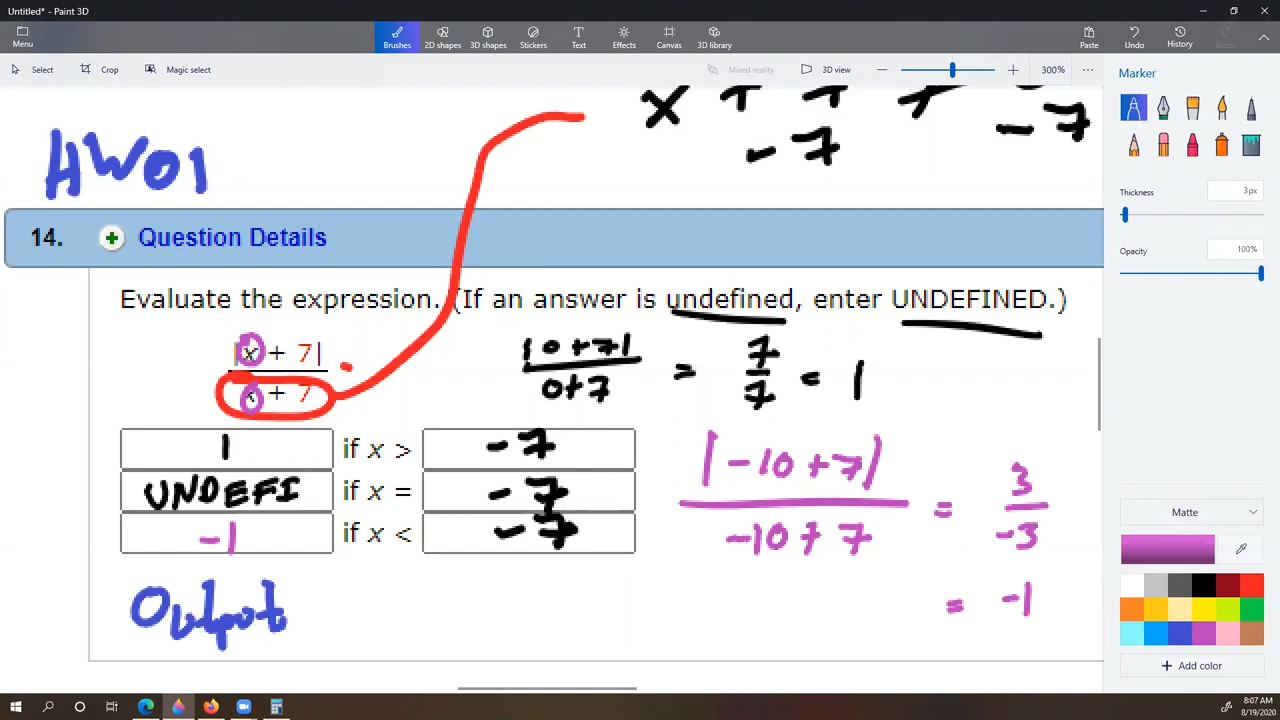 Untitled* - Paint 3D
Menu
Brushes
2D shapes
3D shapes
Stickers
Text
Effects
Canvas
3D library
Paste
Undo
History
Select
Crop
Magic select
Mixed reality
3D view
300%
Marker
Thickness
3px
Opacity
100%
Matte
Add color
x + 7
- 7
- 7
HW01
14. Question Details
Evaluate the expression. (If an answer is undefined, enter UNDEFINED.)
|x + 7|
x + 7
|0+7|
0+7
= 7/7 = 1
1 if x > -7
UNDEFI if x = -7
-1 if x < -7
|-10+7|
-10+7
= 3/-3
= -1
Output
8:07 AM
8/19/2020